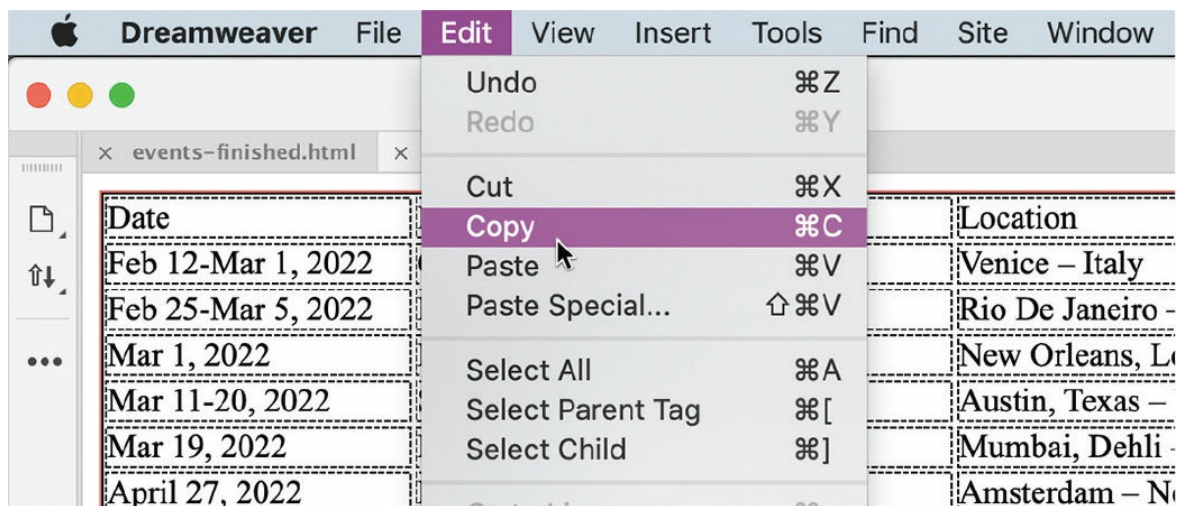 Dreamweaver File Edit View Insert Tools Find Site Window
Undo ⌘Z
Redo ⌘Y
× events-finished.html ×
Cut ⌘X
Date Location
Copy ⌘C
Feb 12-Mar 1, 2022 Venice – Italy
Paste ⌘V
Feb 25-Mar 5, 2022 Rio De Janeiro -
Paste Special... ⇧⌘V
Mar 1, 2022 New Orleans,
Select All ⌘A
Mar 11-20, 2022 Austin, Texas –
Select Parent Tag ⌘[
Mar 19, 2022 Mumbai, Dehli -
Select Child ⌘]
April 27, 2022 Amsterdam –